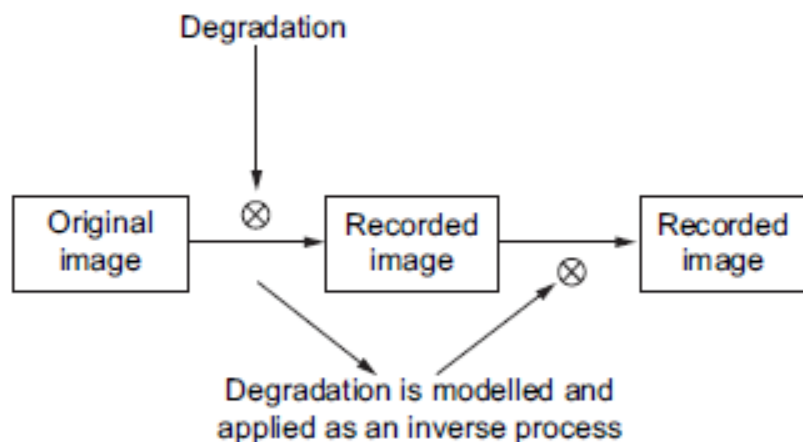 Degradation
Original
image
Recorded
image
Recorded
image
Degradation is modelled and
applied as an inverse process